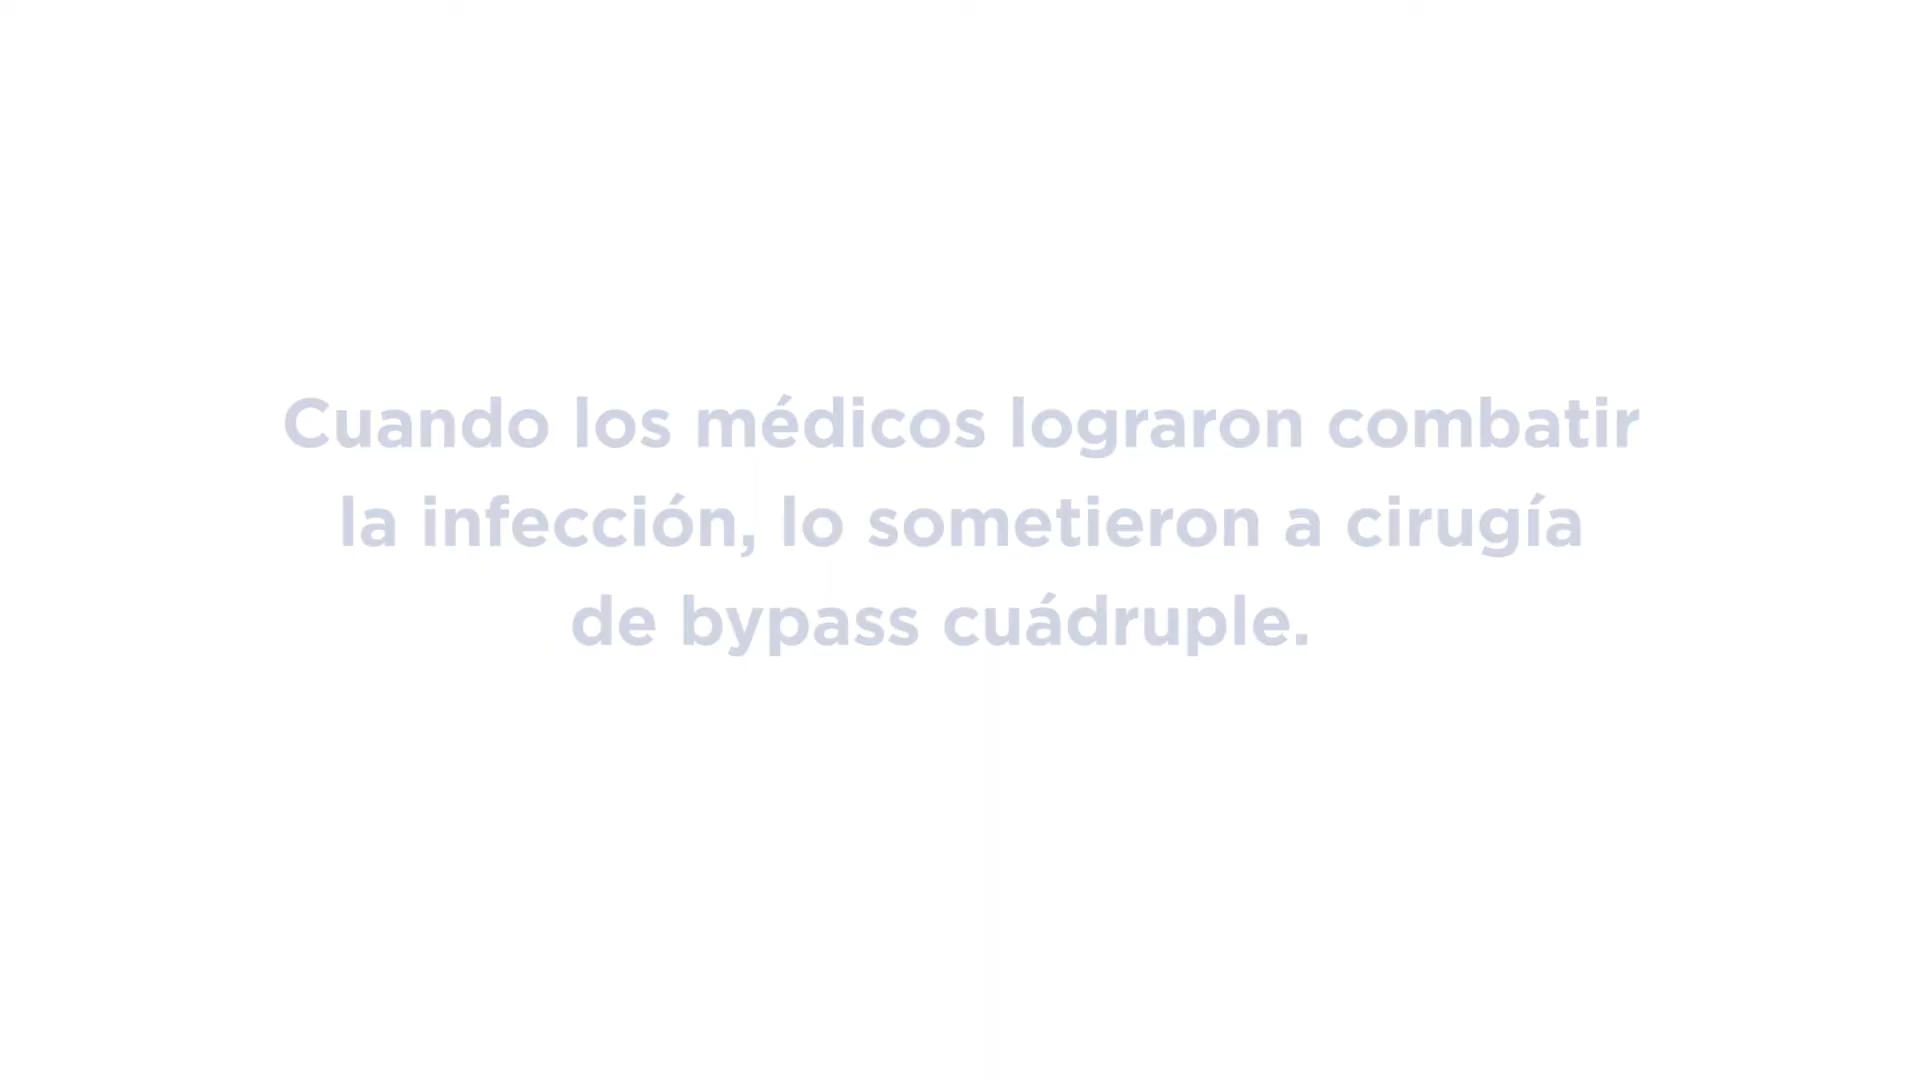 Cuando los médicos lograron combatir
la infección, lo sometieron a cirugía
de bypass cuádruple.